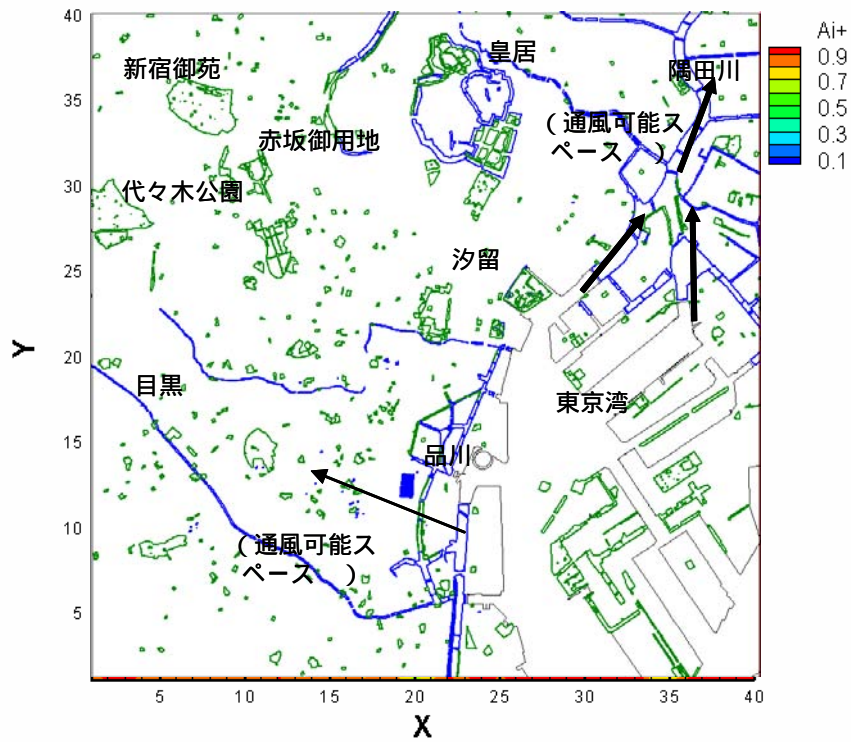 40
35
30
25
20
15
10
5
Y
5
10
15
20
25
30
35
40
X
Ai+
0.9
0.7
0.5
0.3
0.1
皇居
新宿御苑
隅田川
(通風可能ス
ペース )
赤坂御用地
代々木公園
汐留
目黒
東京湾
品川
(通風可能ス
ペース )